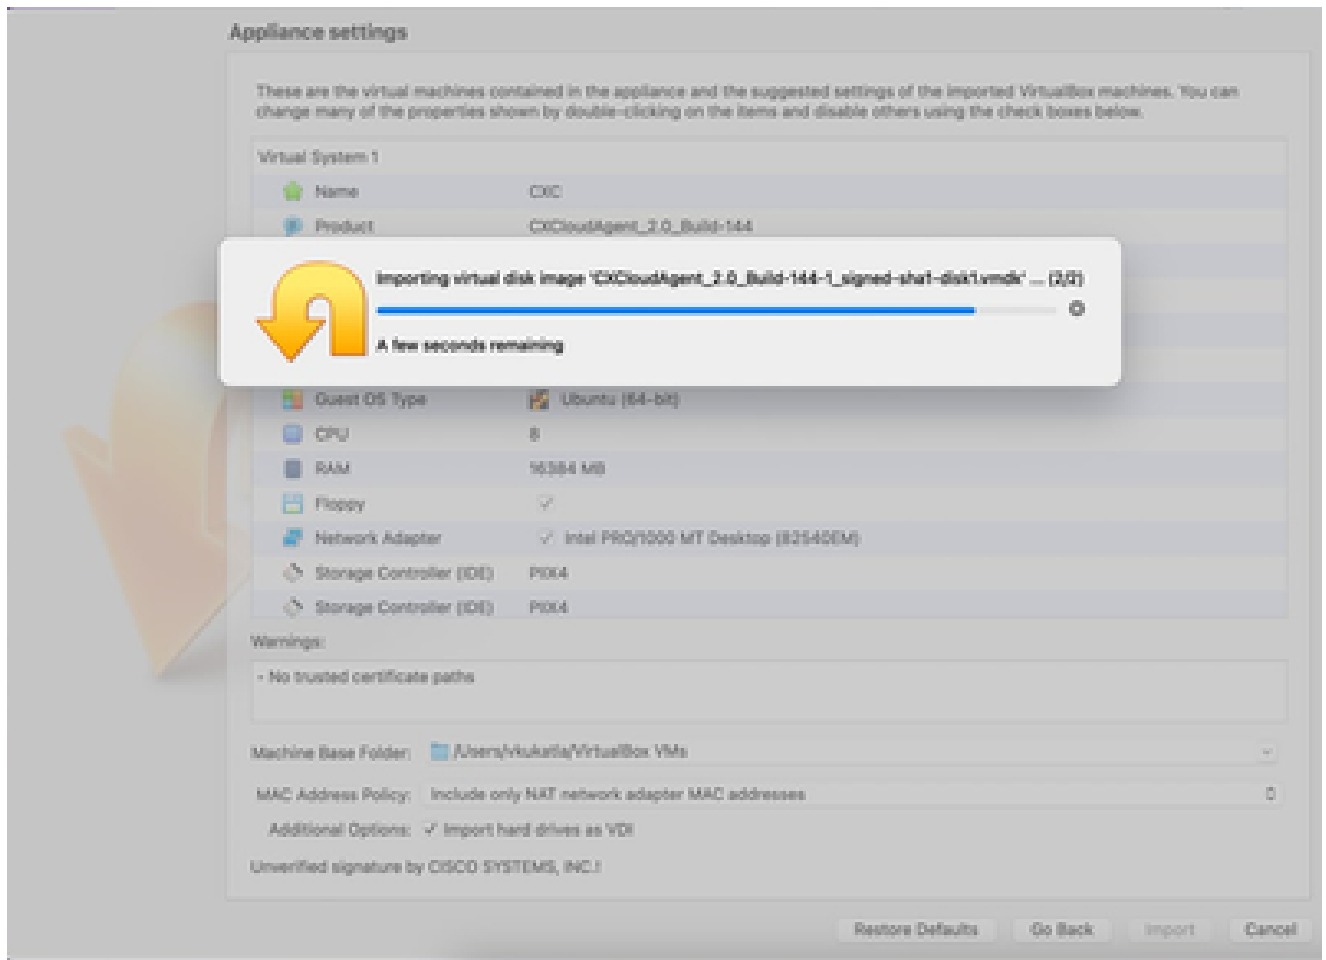 Appliance settings
These are the virtual machines contained in the appliance and the suggested settings of the imported VirtualBox machines. You can
change many of the properties shown by double-clicking on the items and disable others using the check boxes below.
Virtual System 1
Name CXC
Product CXCloudAgent_2.0_Build-144
Importing virtual disk image 'CXCloudAgent_2.0_Build-144-1_signed-sha1-disk1.vmdk' ... (2/2)
A few seconds remaining
Guest OS Type Ubuntu (64-bit)
CPU 8
RAM 16384 MB
Floppy
Network Adapter Intel PRO/1000 MT Desktop (82540EM)
Storage Controller (IDE) PIIX4
Storage Controller (IDE) PIIX4
Warnings:
- No trusted certificate paths
Machine Base Folder: /Users/vkukatla/VirtualBox VMs
MAC Address Policy: Include only NAT network adapter MAC addresses
Additional Options: Import hard drives as VDI
Unverified signature by CISCO SYSTEMS, INC.!
Restore Defaults Go Back Import Cancel